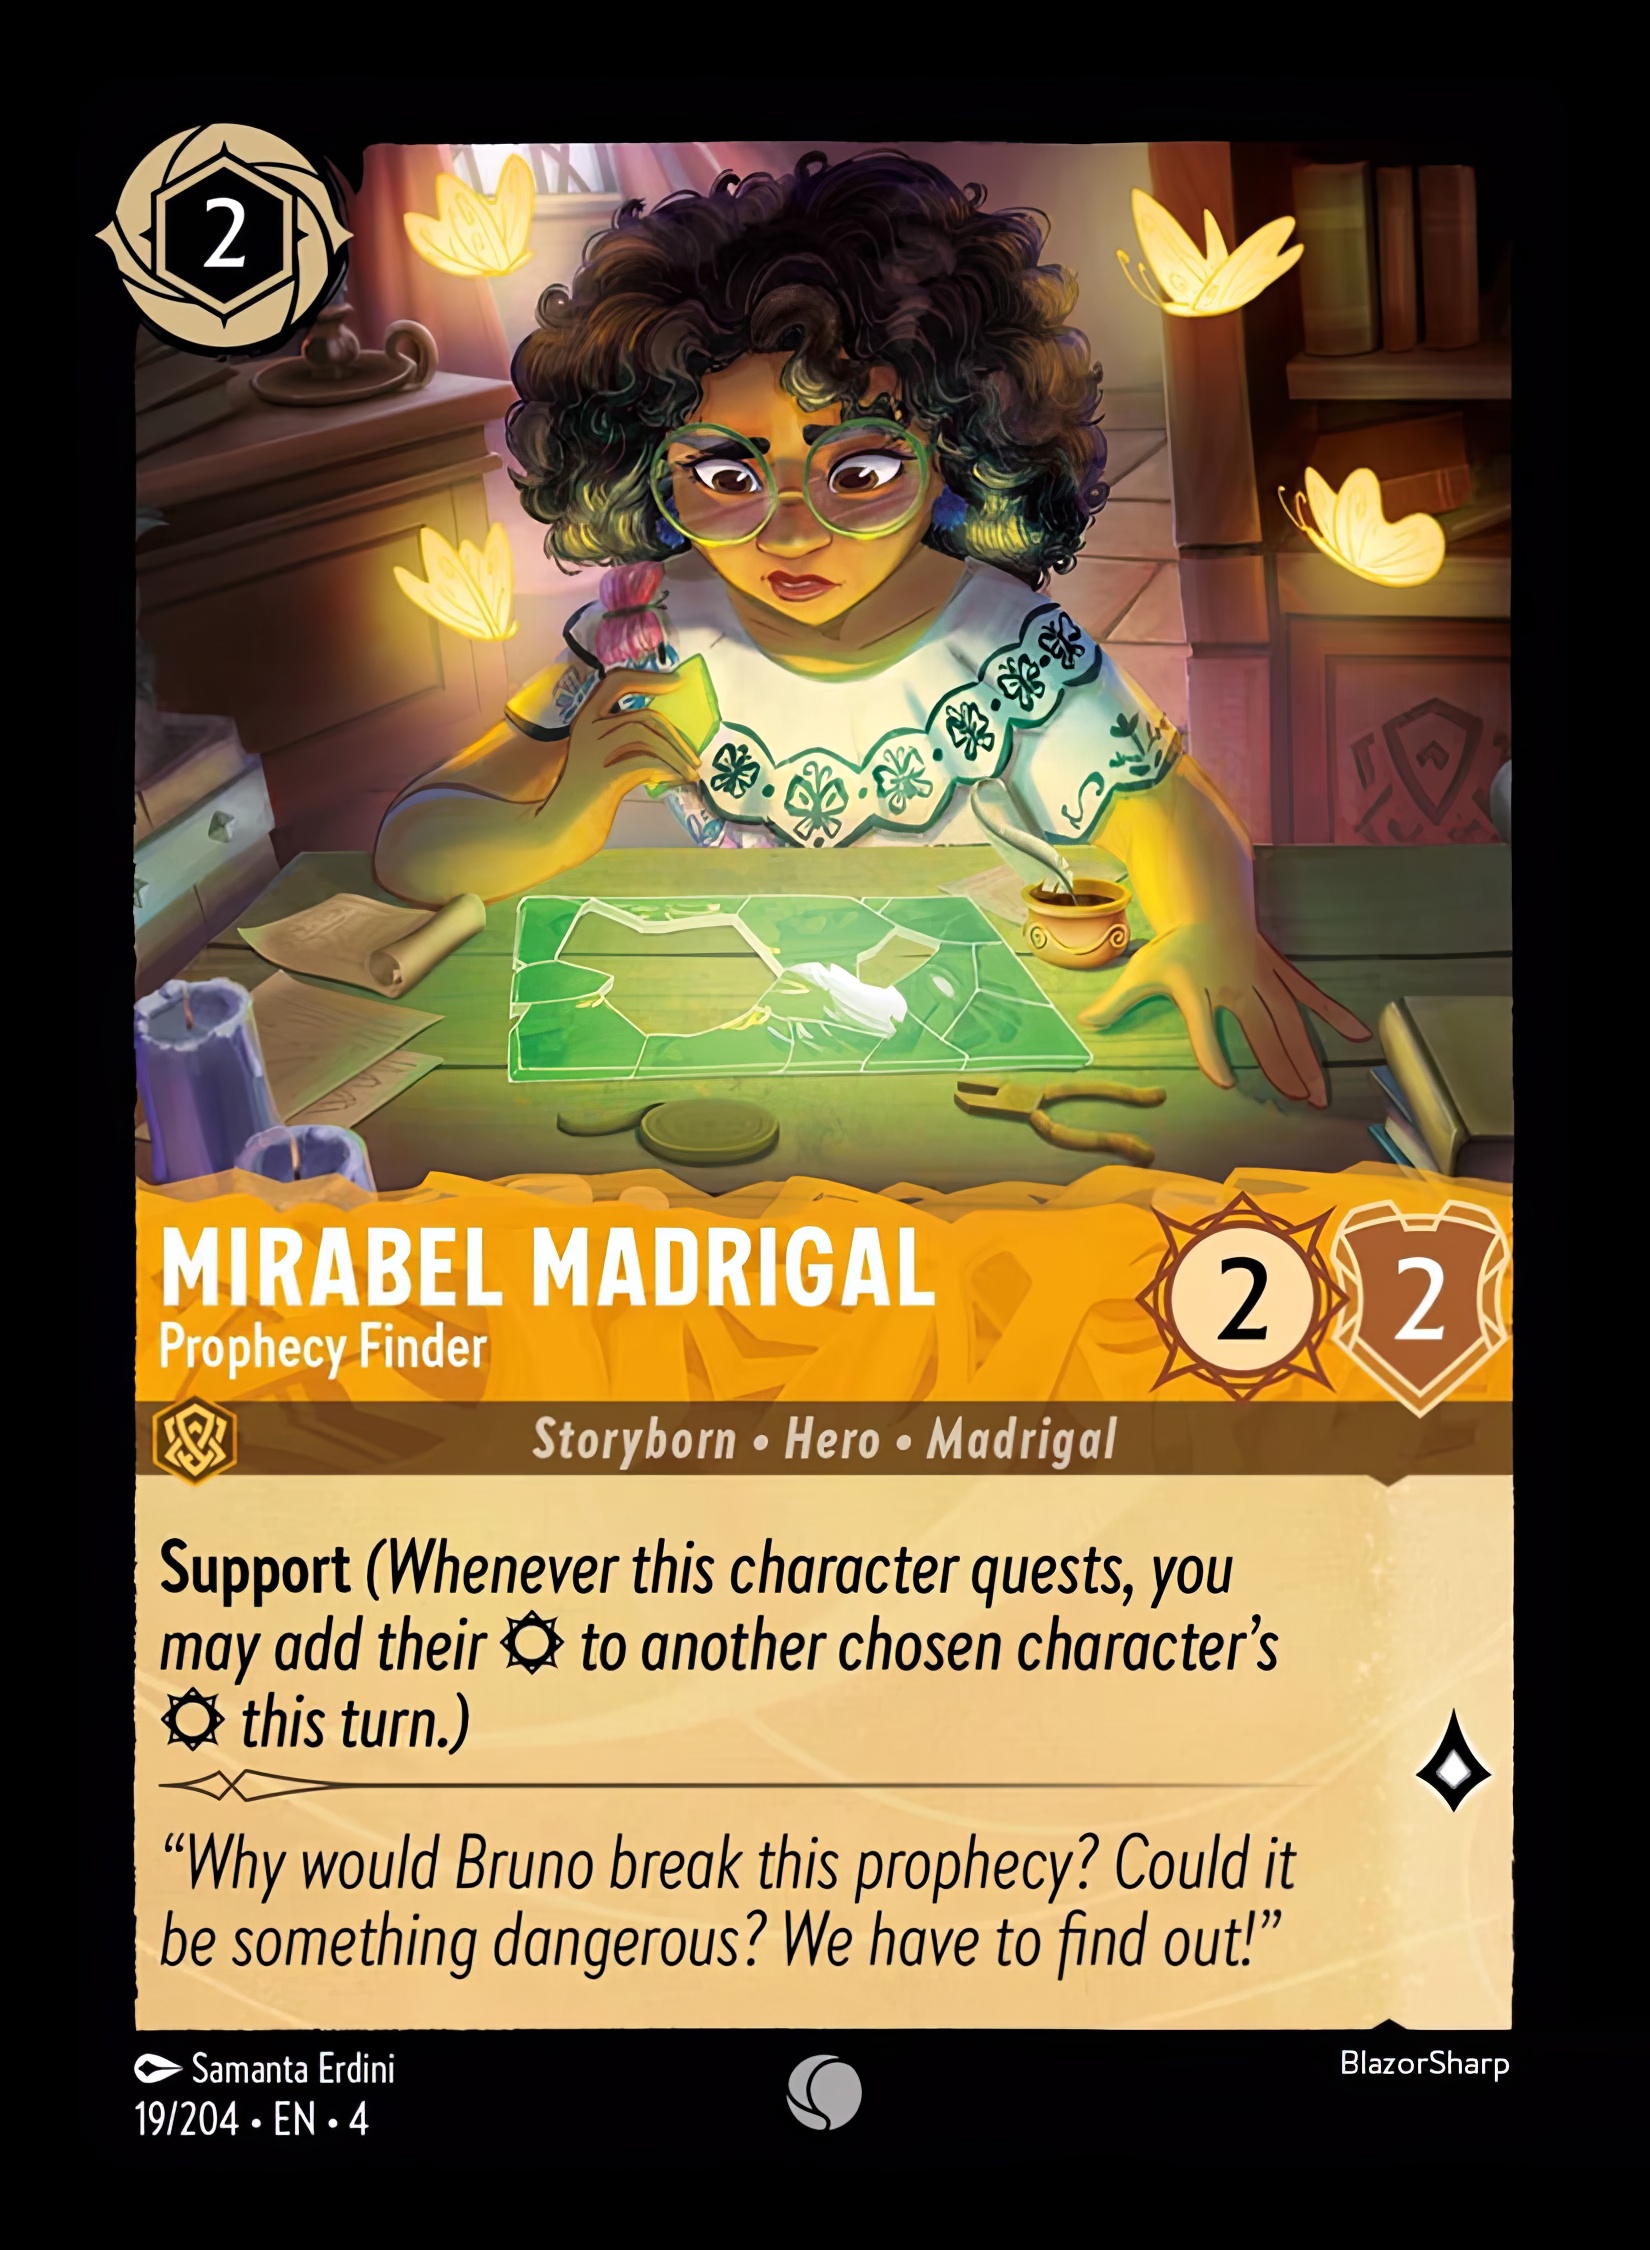 2
MIRABEL MADRIGAL
Prophecy Finder
2
2
Storyborn • Hero • Madrigal
Support (Whenever this character quests, you
may add their to another chosen character’s
this turn.)
“Why would Bruno break this prophecy? Could it
be something dangerous? We have to find out!”
Samanta Erdini
19/204 • EN • 4
BlazorSharp